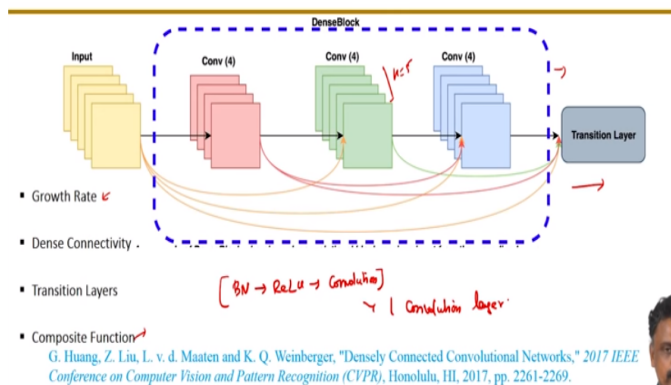 DenseBlock
Input
Conv (4)
Conv (4)
Conv (4)
Transition Layer
▪ Growth Rate
▪ Dense Connectivity .
▪ Transition Layers
[BN → ReLU → Convolution]
1 Convolution layer.
▪ Composite Function
G. Huang, Z. Liu, L. v. d. Maaten and K. Q. Weinberger, "Densely Connected Convolutional Networks," 2017 IEEE
Conference on Computer Vision and Pattern Recognition (CVPR), Honolulu, HI, 2017, pp. 2261-2269.